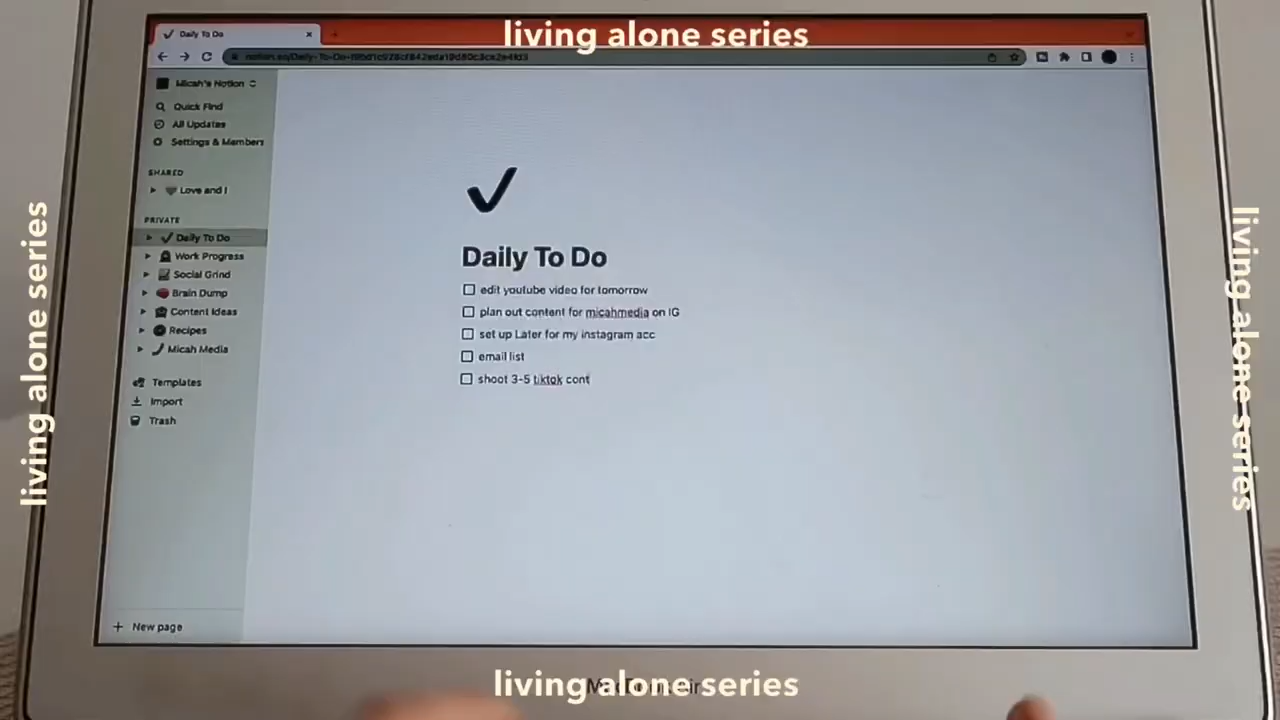 living alone series
Daily To Do
Micah's Notion
Quick Find
All Updates
Settings & Members
SHARED
Love and I
PRIVATE
Daily To Do
Work Progress
Social Grind
Brain Dump
Content Ideas
Recipes
Micah Media
Templates
Import
Trash
New page
Daily To Do
edit youtube video for tomorrow
plan out content for micahmedia on IG
set up Later for my instagram acc
email list
shoot 3-5 tiktok cont
living alone series
living alone series
living alone series